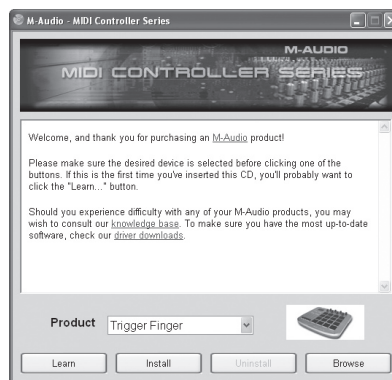 M-Audio - MIDI Controller Series
M-AUDIO
MIDI CONTROLLER SERIES
Welcome, and thank you for purchasing an M-Audio product!
Please make sure the desired device is selected before clicking one of the
buttons. If this is the first time you've inserted this CD, you'll probably want to
click the "Learn..." button.
Should you experience difficulty with any of your M-Audio products, you may
wish to consult our knowledge base. To make sure you have the most up-to-date
software, check our driver downloads.
Product Trigger Finger
Learn Install Uninstall Browse